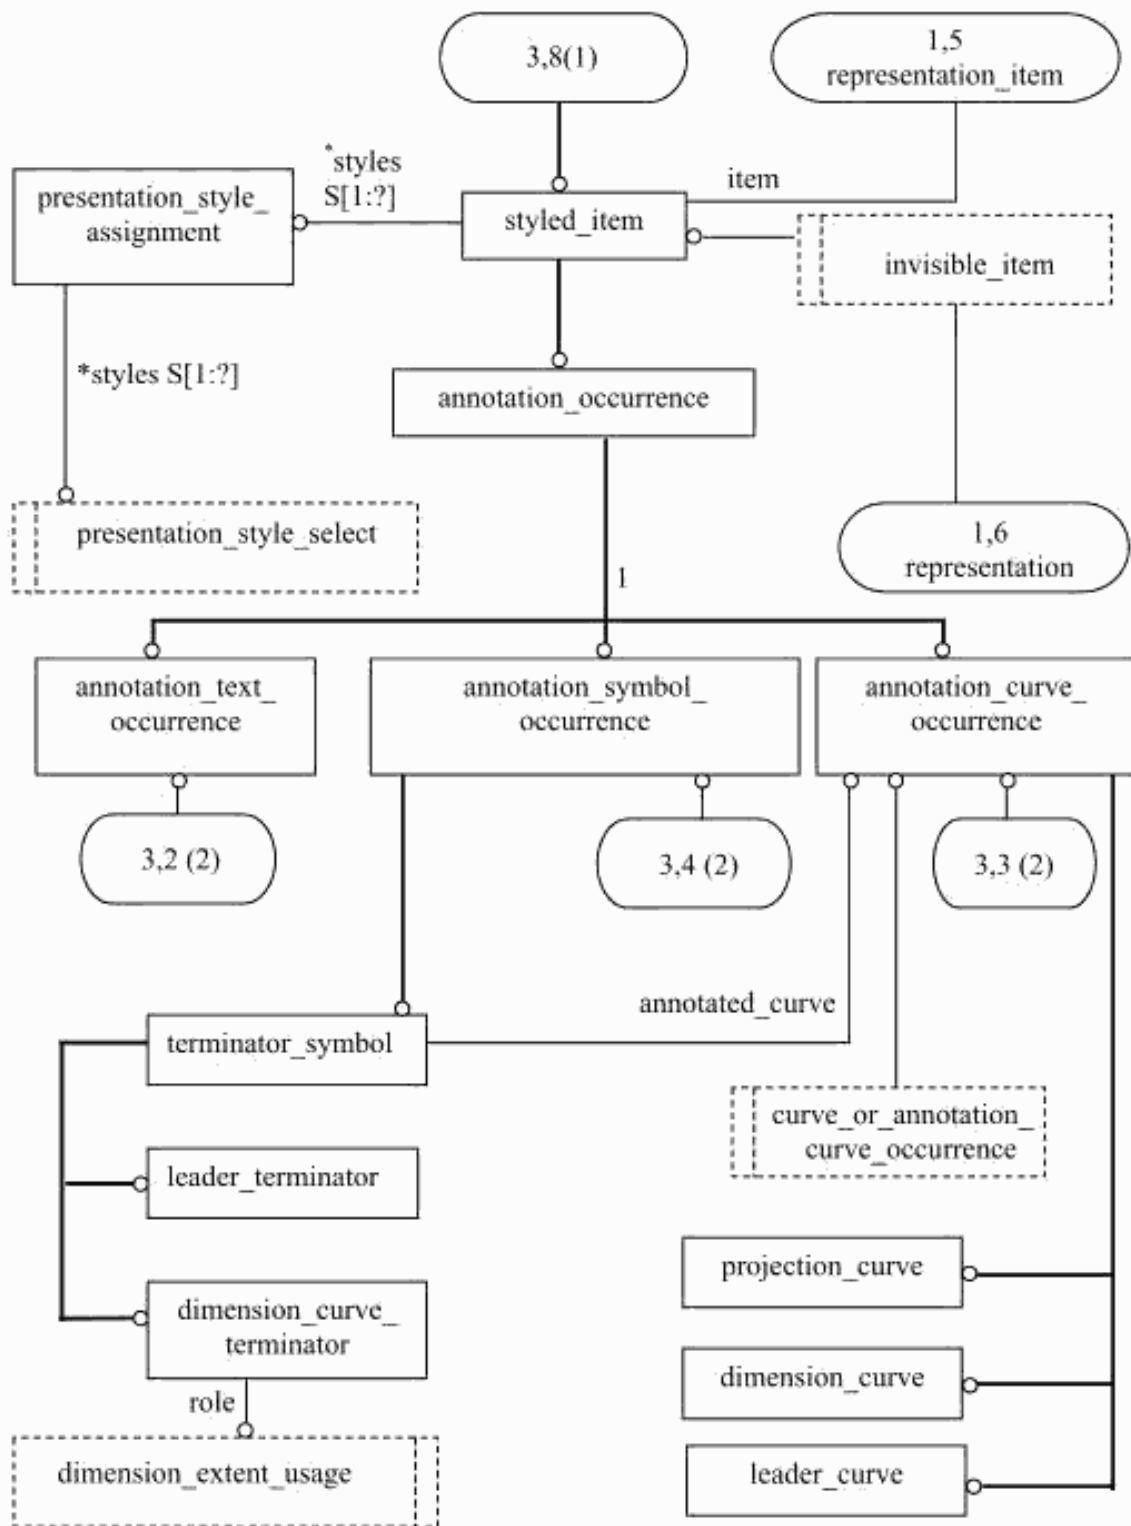 3,8(1)
1,5
representation_item
*styles
S[1:?]
item
presentation_style_
assignment
styled_item
invisible_item
*styles S[1:?]
annotation_occurrence
presentation_style_select
1,6
representation
1
annotation_text_
occurrence
annotation_symbol_
occurrence
annotation_curve_
occurrence
3,2 (2)
3,4 (2)
3,3 (2)
annotated_curve
terminator_symbol
curve_or_annotation_
curve_occurrence
leader_terminator
projection_curve
dimension_curve_
terminator
dimension_curve
role
dimension_extent_usage
leader_curve